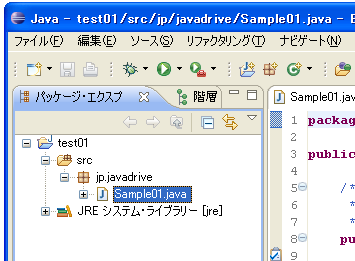 Java - test01/src/jp/javadrive/Sample01.java - E
ファイル(F) 編集(E) ソース(S) リファクタリング(T) ナビゲート(N)
パッケージ・エクスプ 階層
Sample01.jav
test01
src
jp.javadrive
Sample01.java
JRE システム・ライブラリー [jre]
1 packag
2
3 public
4
5 /*
6 *
7 *
8 pu
9